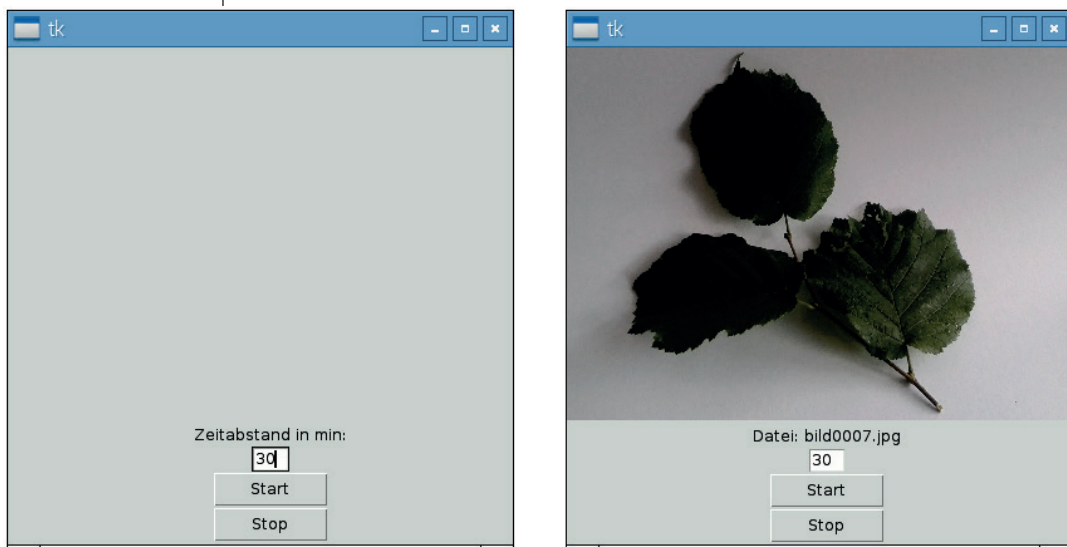 tk
Zeitabstand in min:
30
Start
Stop
tk
Datei: bild0007.jpg
30
Start
Stop